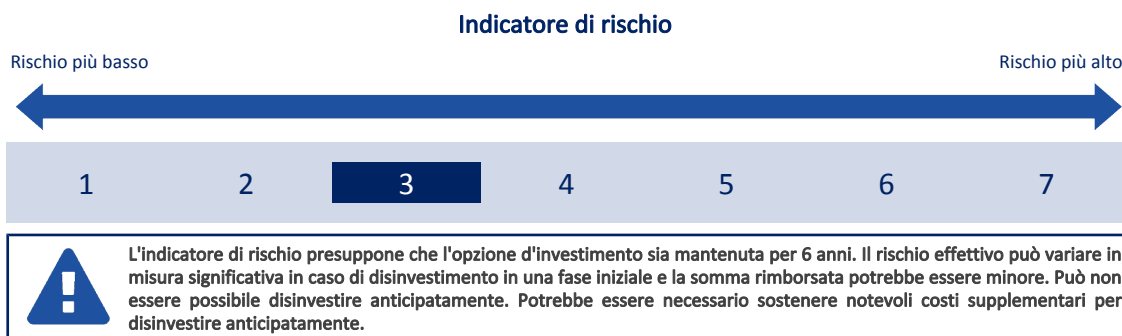 Indicatore di rischio
Rischio più basso
Rischio più alto
1 2 3 4 5 6 7
L'indicatore di rischio presuppone che l'opzione d'investimento sia mantenuta per 6 anni. Il rischio effettivo può variare in
misura significativa in caso di disinvestimento in una fase iniziale e la somma rimborsata potrebbe essere minore. Può non
essere possibile disinvestire anticipatamente. Potrebbe essere necessario sostenere notevoli costi supplementari per
disinvestire anticipatamente.